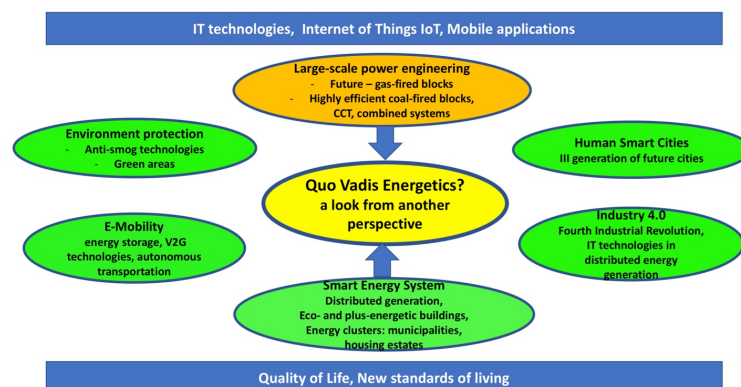 IT technologies, Internet of Things IoT, Mobile applications
Large-scale power engineering
- Future – gas-fired blocks
- Highly efficient coal-fired blocks,
CCT, combined systems
Environment protection
- Anti-smog technologies
- Green areas
Human Smart Cities
III generation of future cities
Quo Vadis Energetics?
a look from another
perspective
E-Mobility
energy storage, V2G
technologies, autonomous
transportation
Industry 4.0
Fourth Industrial Revolution,
IT technologies in
distributed energy
generation
Smart Energy System
Distributed generation,
Eco- and plus-energetic buildings,
Energy clusters: municipalities,
housing estates
Quality of Life, New standards of living